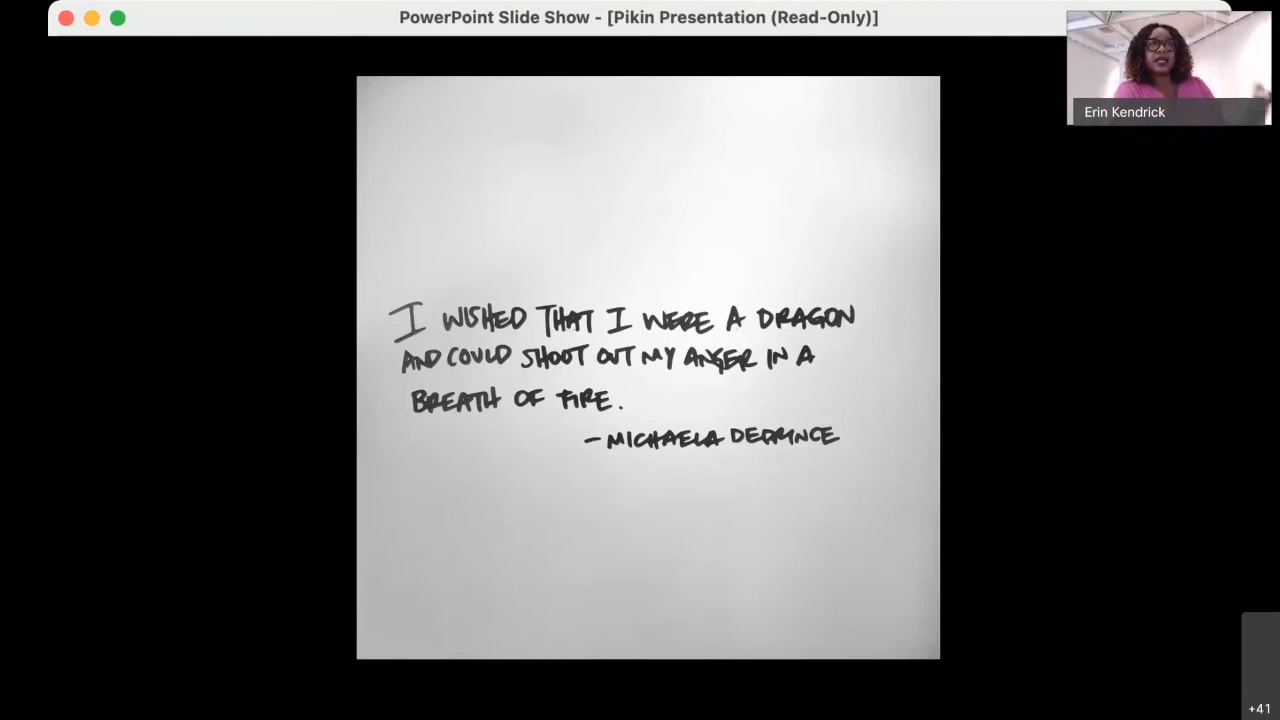 PowerPoint Slide Show - [Pikin Presentation (Read-Only)]
Erin Kendrick
I WISHED THAT I WERE A DRAGON
AND COULD SHOOT OUT MY ANGER IN A
BREATH OF FIRE.
- MICHAELA DEPRINCE
+41